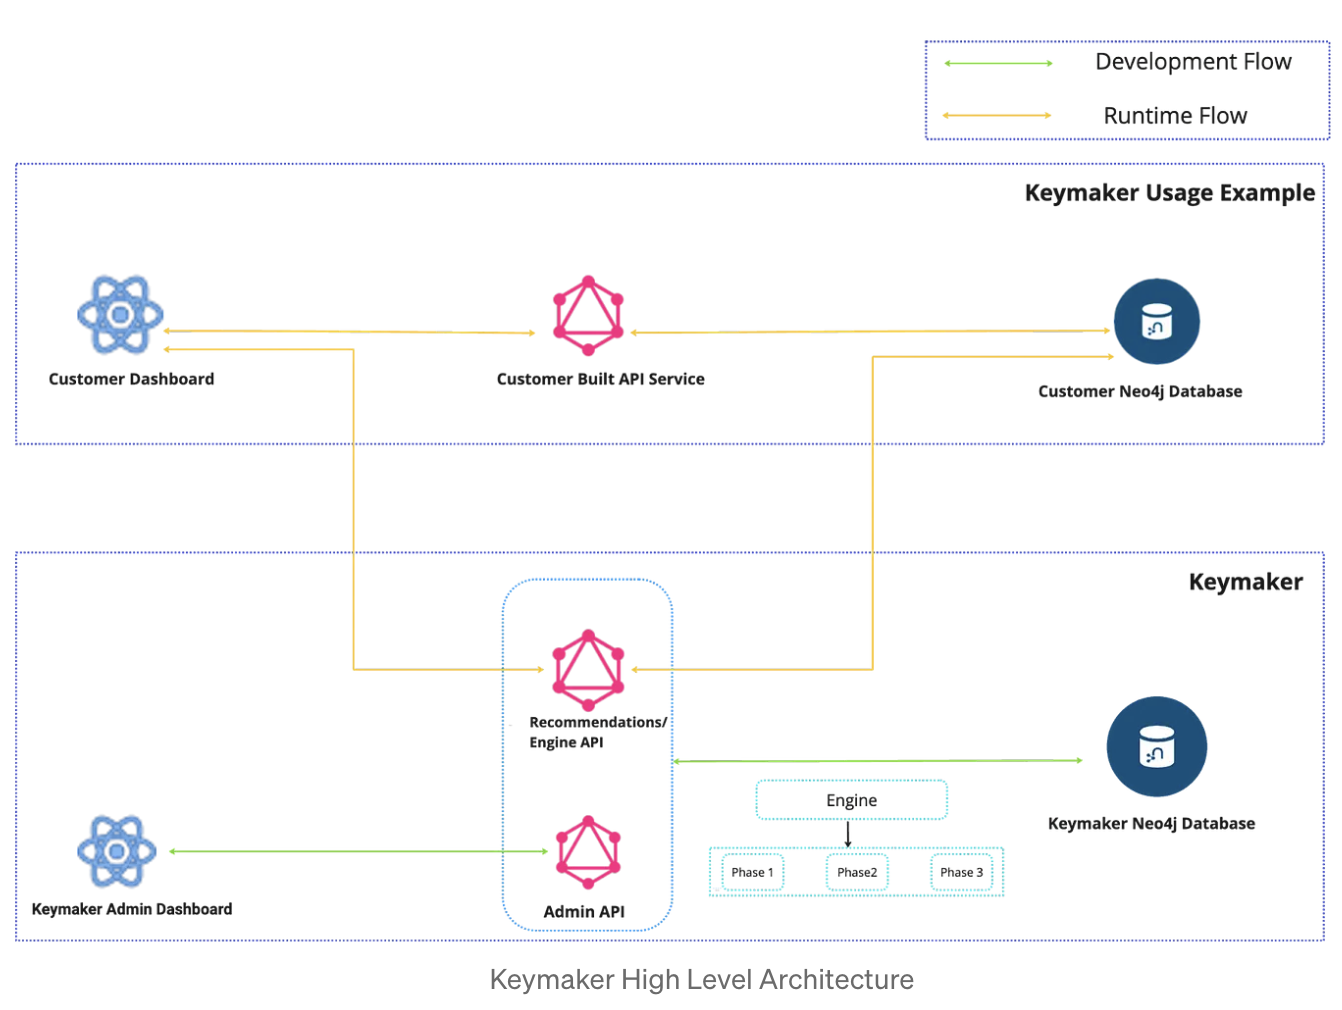 Development Flow
Runtime Flow
Keymaker Usage Example
Customer Dashboard
Customer Built API Service
Customer Neo4j Database
Keymaker
Recommendations/
Engine API
Engine
Phase 1
Phase2
Phase 3
Keymaker Neo4j Database
Keymaker Admin Dashboard
Admin API
Keymaker High Level Architecture